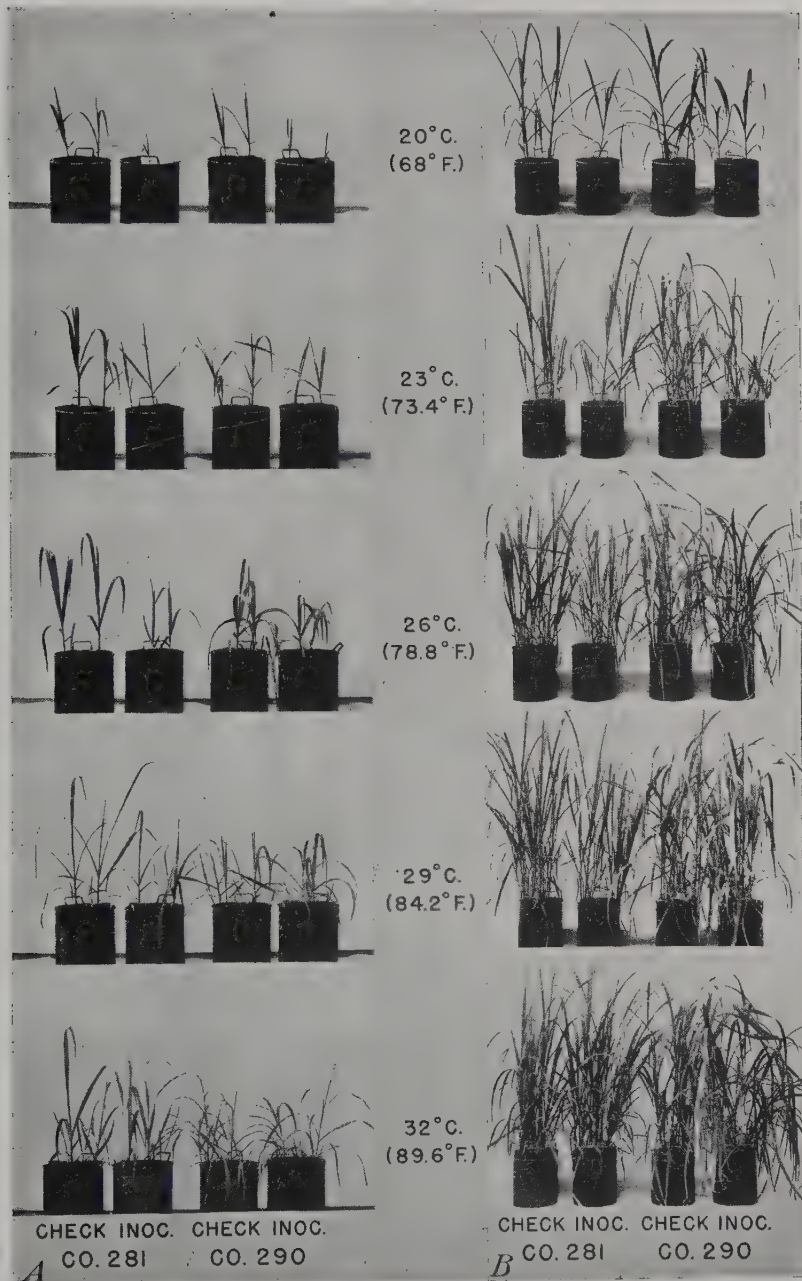 20°C.
(68°F.)
23°C.
(73.4°F.)
26°C.
(78.8°F.)
29°C.
(84.2°F.)
32°C.
(89.6°F.)
CHECK INOC. CHECK INOC.
CO. 281 CO. 290
A
CHECK INOC. CHECK INOC.
CO. 281 CO. 290
B